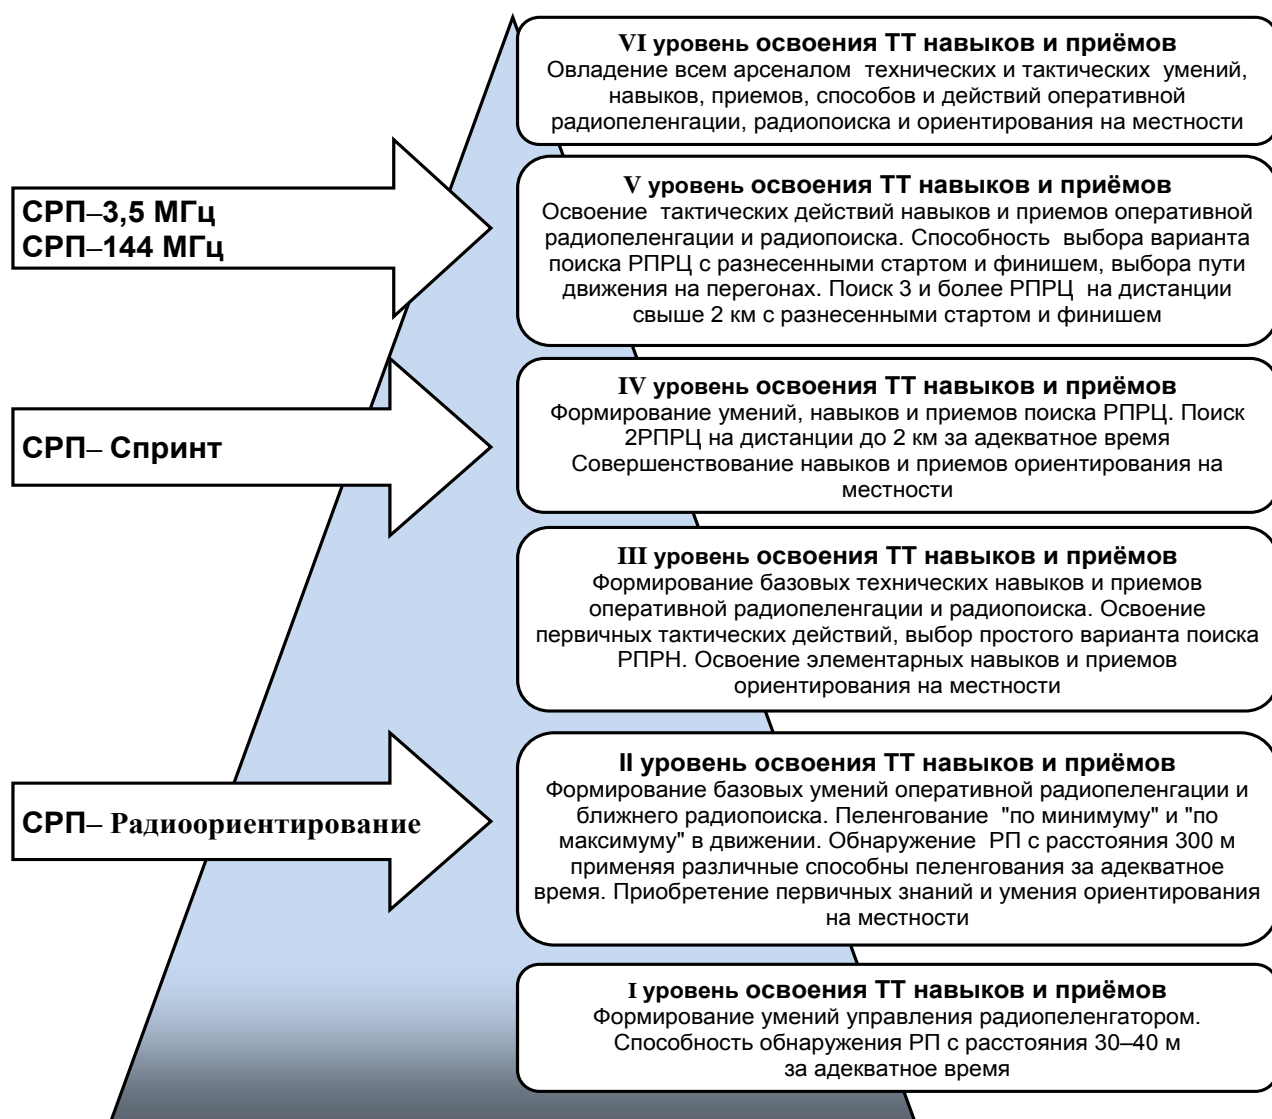 VI уровень освоения ТТ навыков и приёмов
Овладение всем арсеналом технических и тактических умений,
навыков, приемов, способов и действий оперативной
радиопеленгации, радиопоиска и ориентирования на местности
СРП–3,5 МГц
СРП–144 МГц
V уровень освоения ТТ навыков и приёмов
Освоение тактических действий навыков и приемов оперативной
радиопеленгации и радиопоиска. Способность выбора варианта
поиска РПРЦ с разнесенными стартом и финишем, выбора пути
движения на перегонах. Поиск 3 и более РПРЦ на дистанции
свыше 2 км с разнесенными стартом и финишем
СРП– Спринт
IV уровень освоения ТТ навыков и приёмов
Формирование умений, навыков и приемов поиска РПРЦ. Поиск
2РПРЦ на дистанции до 2 км за адекватное время
Совершенствование навыков и приемов ориентирования на
местности
III уровень освоения ТТ навыков и приёмов
Формирование базовых технических навыков и приемов
оперативной радиопеленгации и радиопоиска. Освоение
первичных тактических действий, выбор простого варианта поиска
РПРН. Освоение элементарных навыков и приемов
ориентирования на местности
СРП– Радиоориентирование
II уровень освоения ТТ навыков и приёмов
Формирование базовых умений оперативной радиопеленгации и
ближнего радиопоиска. Пеленгование "по минимуму" и "по
максимуму" в движении. Обнаружение РП с расстояния 300 м
применяя различные способны пеленгования за адекватное
время. Приобретение первичных знаний и умения ориентирования
на местности
I уровень освоения ТТ навыков и приёмов
Формирование умений управления радиопеленгатором.
Способность обнаружения РП с расстояния 30–40 м
за адекватное время